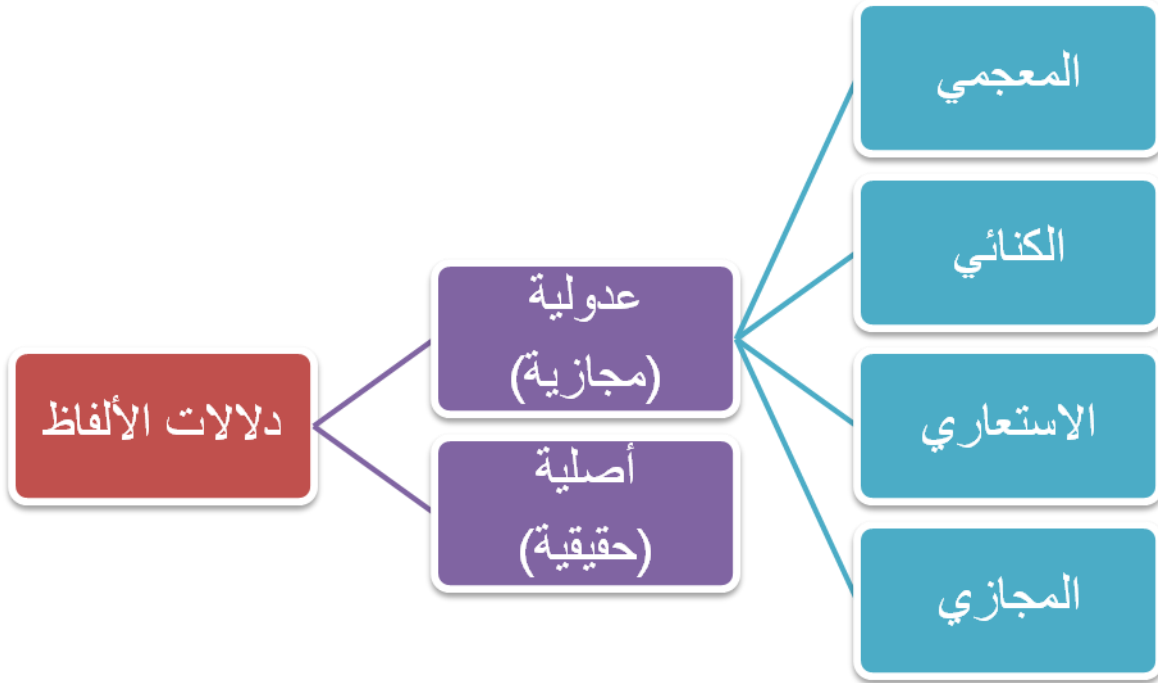 المعجمي
الكنائي
عدولية
(مجازية)
دلالات الألفاظ
الاستعاري
أصلية
(حقيقية)
المجازي